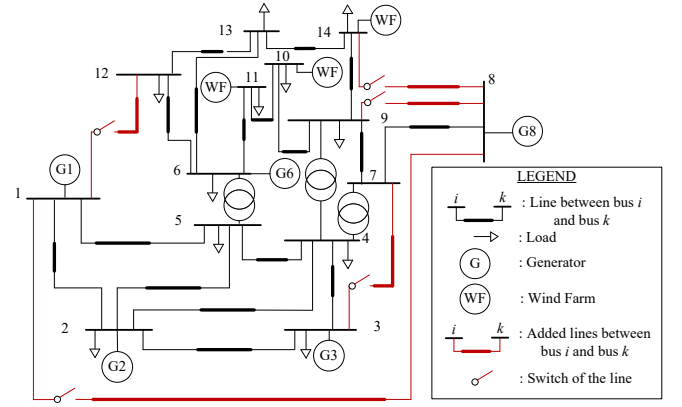 13
14
WF
12
11
10
WF
WF
8
9
G8
G1
6
G6
7
1
5
4
2
3
G2
G3
LEGEND
i k : Line between bus i
and bus k
: Load
G : Generator
WF : Wind Farm
i k : Added lines between
bus i and bus k
: Switch of the line